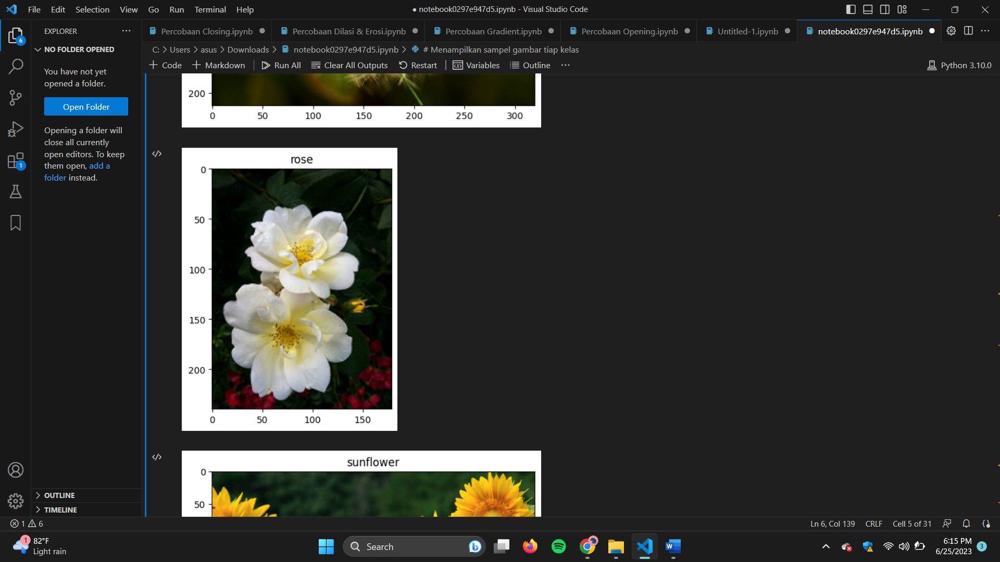 File Edit Selection View Go Run Terminal Help
● notebook0297e947d5.ipynb - Visual Studio Code
EXPLORER
Percobaan Closing.ipynb
Percobaan Dilasi & Erosi.ipynb
Percobaan Gradient.ipynb
Percobaan Opening.ipynb
Untitled-1.ipynb
notebook0297e947d5.ipynb
C: > Users > asus > Downloads > notebook0297e947d5.ipynb > # Menampilkan sampel gambar tiap kelas
+ Code + Markdown Run All Clear All Outputs Restart Variables Outline ...
Python 3.10.0
NO FOLDER OPENED
You have not yet
opened a folder.
Open Folder
Opening a folder will
close all currently
open editors. To keep
them open, add a
folder instead.
6
1
OUTLINE
TIMELINE
200
0 50 100 150 200 250 300
rose
0
50
100
150
200
0 50 100 150
sunflower
0
50
1 6
Ln 6, Col 139 CRLF Cell 5 of 31
1
82°F
Light rain
Search
6:15 PM
6/25/2023
3